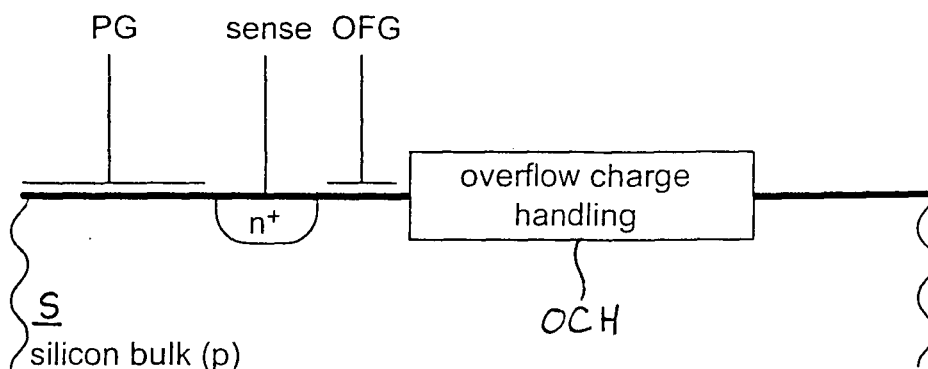 PG sense OFG
overflow charge
handling
n+
OCH
S
silicon bulk (p)